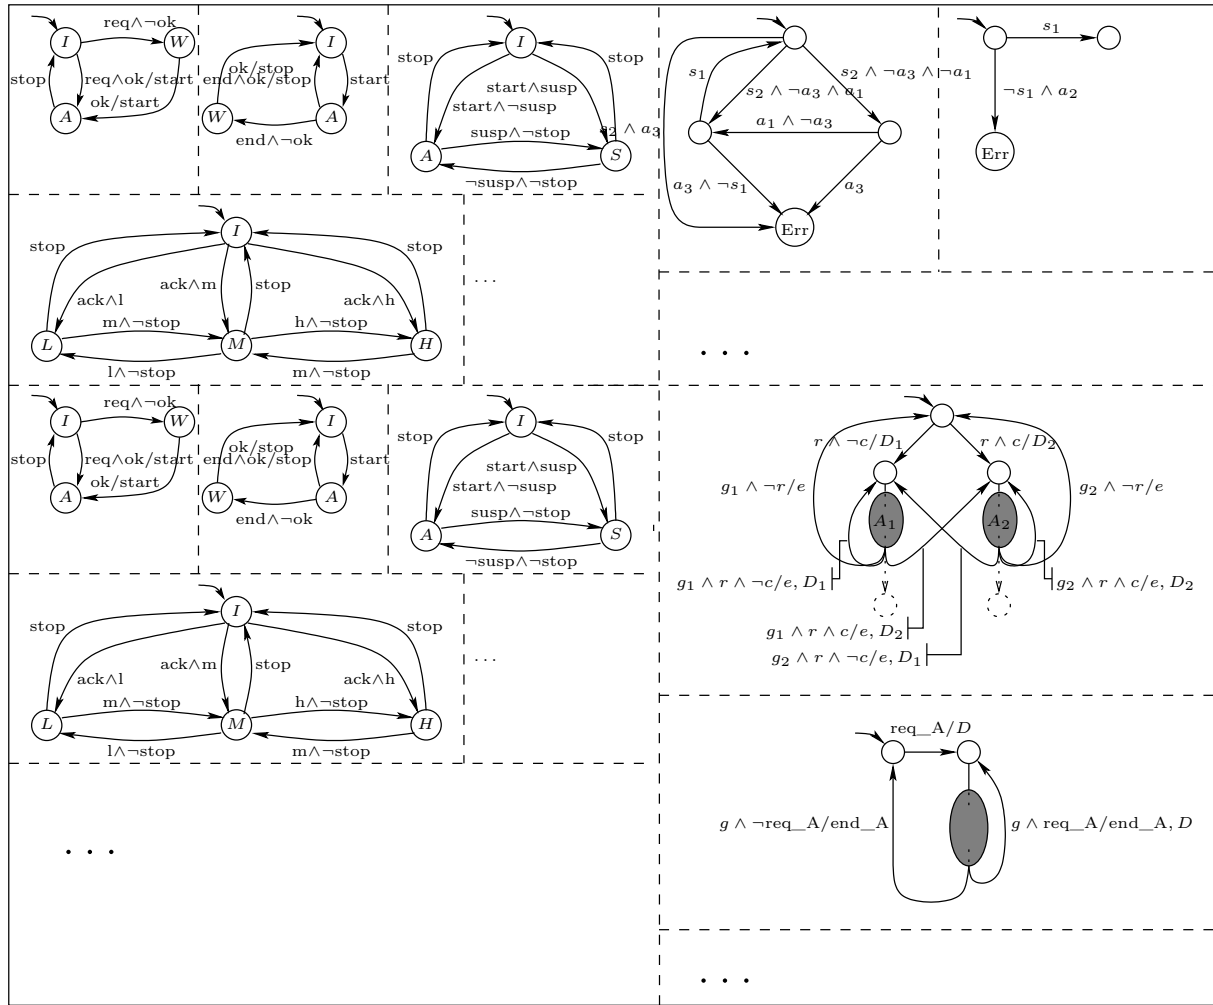 req∧¬ok
I
W
stop
req∧ok/start
ok/start
A
I
ok/stop
end∧ok/stop
start
W
A
end∧¬ok
I
stop
stop
start∧susp
start∧¬susp
susp∧¬stop
A
S
¬susp∧¬stop
s2 ∧ a3
s1
s2 ∧ ¬a3 ∧ ¬a1
s2 ∧ ¬a3 ∧ a1
a1 ∧ ¬a3
a3 ∧ ¬s1
a3
Err
s1
¬s1 ∧ a2
Err
I
stop
stop
ack∧m
stop
ack∧l
ack∧h
m∧¬stop
h∧¬stop
L
M
H
l∧¬stop
m∧¬stop
...
. . .
req∧¬ok
I
W
stop
req∧ok/start
ok/start
A
I
ok/stop
end∧ok/stop
start
W
A
end∧¬ok
I
stop
stop
start∧susp
start∧¬susp
susp∧¬stop
A
S
¬susp∧¬stop
r ∧ ¬c/D1
r ∧ c/D2
g1 ∧ ¬r/e
g2 ∧ ¬r/e
A1
A2
g1 ∧ r ∧ ¬c/e, D1
g2 ∧ r ∧ c/e, D2
g1 ∧ r ∧ c/e, D2
g2 ∧ r ∧ ¬c/e, D1
I
stop
stop
ack∧m
stop
ack∧l
ack∧h
m∧¬stop
h∧¬stop
L
M
H
l∧¬stop
m∧¬stop
...
req_A/D
g ∧ ¬req_A/end_A
g ∧ req_A/end_A, D
. . .
. . .